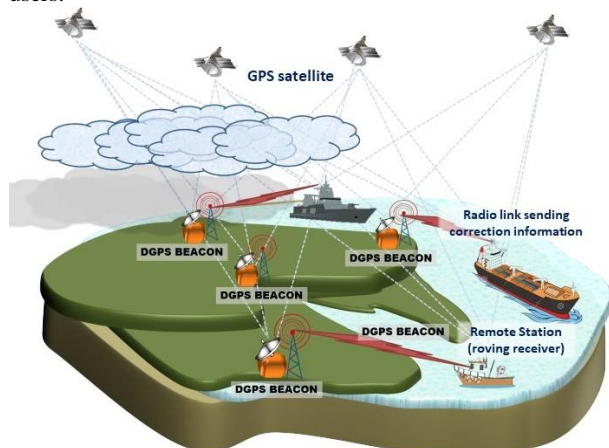 users.
GPS satellite
Radio link sending
correction information
DGPS BEACON
DGPS BEACON
DGPS BEACON
DGPS BEACON
Remote Station
(roving receiver)
DGPS BEACON